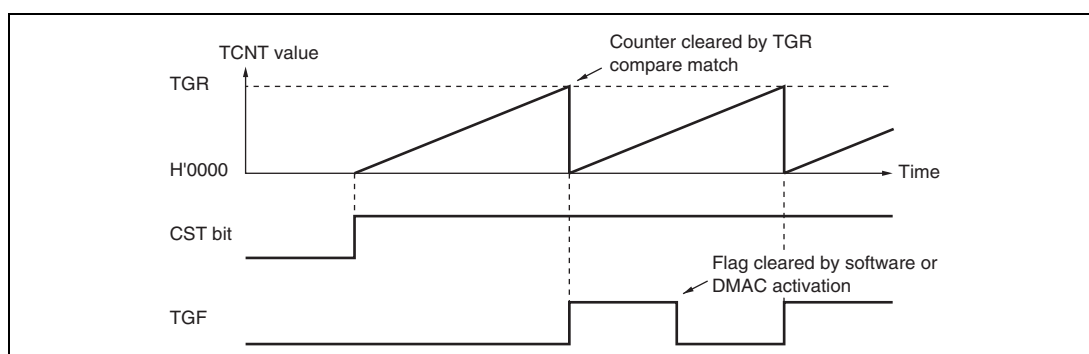 Counter cleared by TGR
compare match
TCNT value
TGR
H'0000
Time
CST bit
Flag cleared by software or
DMAC activation
TGF